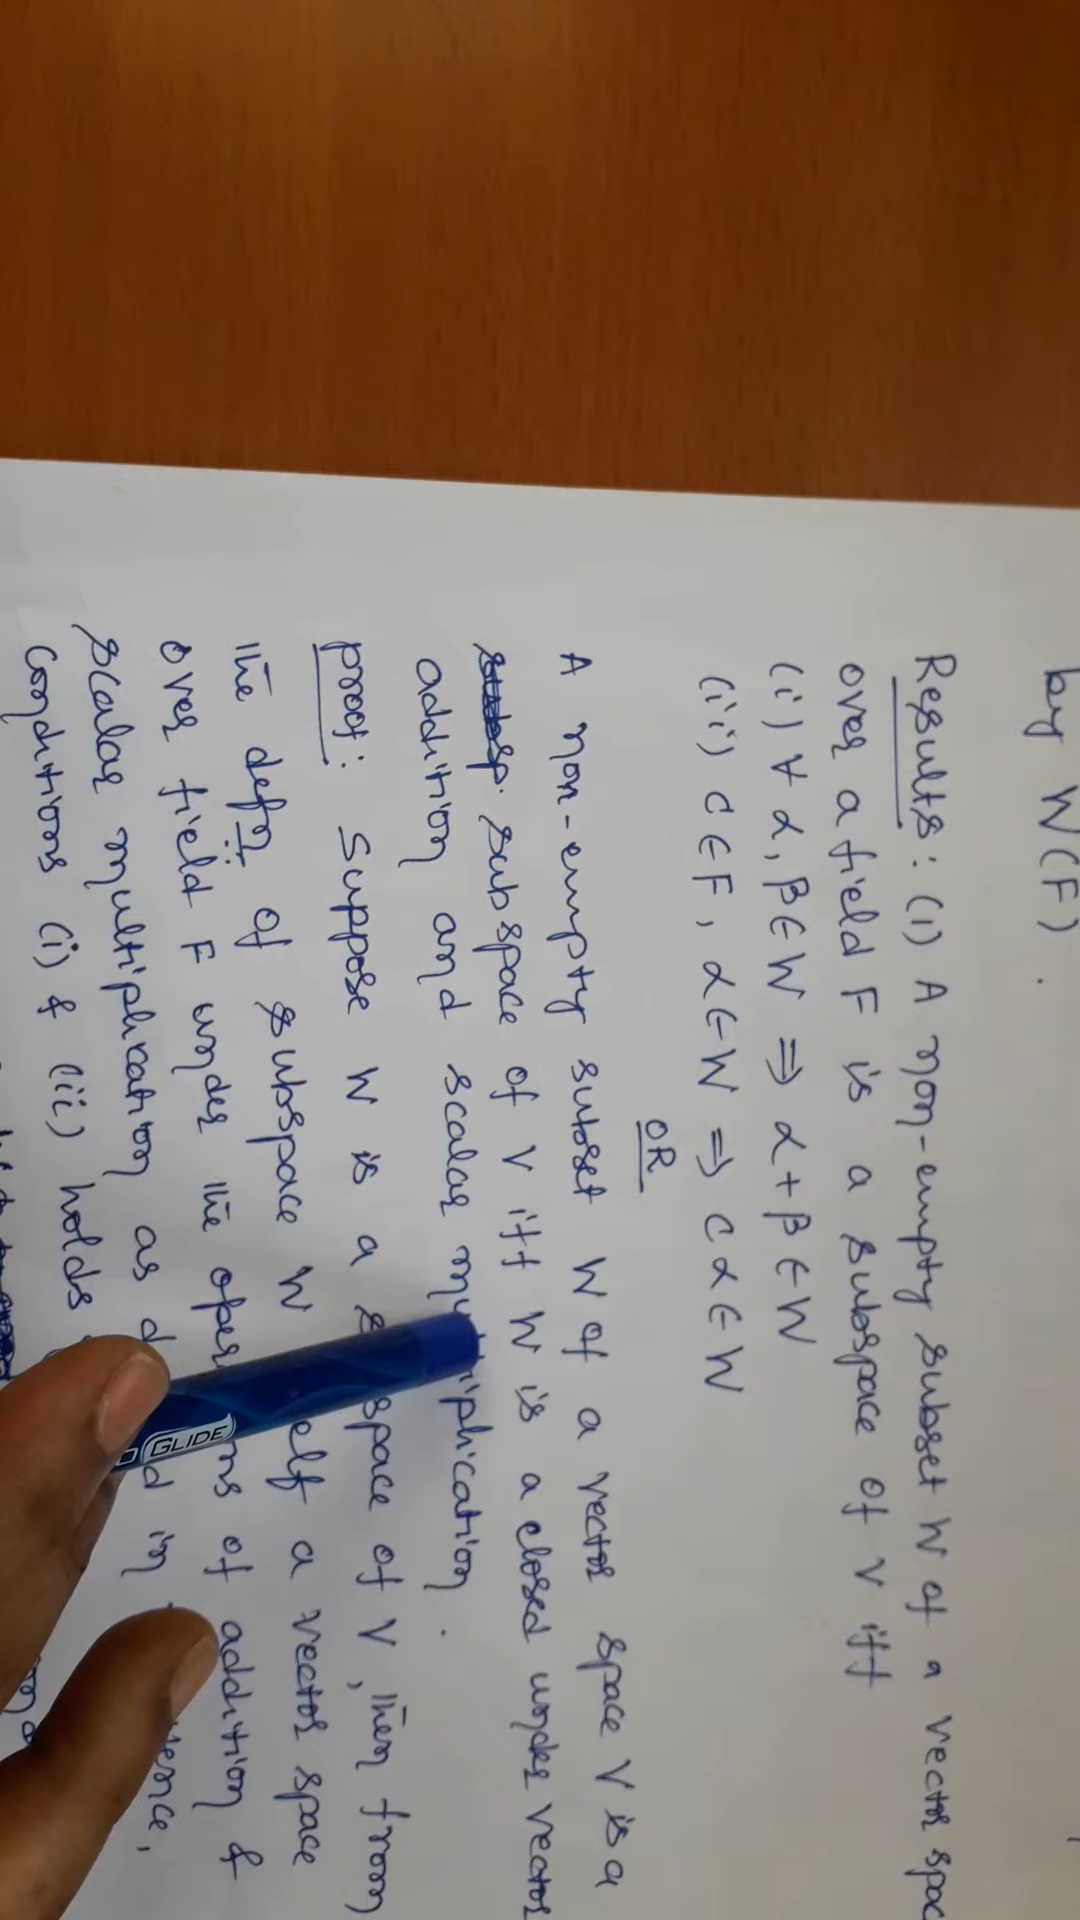 by W(F).
Results: (1) A non-empty subset W of a vector spac
over a field F is a subspace of V iff
(i) ∀ α, β ∈ W ⇒ α + β ∈ W
(ii) c ∈ F, α ∈ W ⇒ cα ∈ W
OR
A non-empty subset W of a vector space V is a
subspace of V iff W is a closed under vector
addition and scalar multiplication.
proof: Suppose W is a space of V, then from
the defn of subspace W elf a vector space
over field F under the oper ns of addition &
scalar multiplication as d d in ence,
conditions (i) & (ii) holds
GLIDE